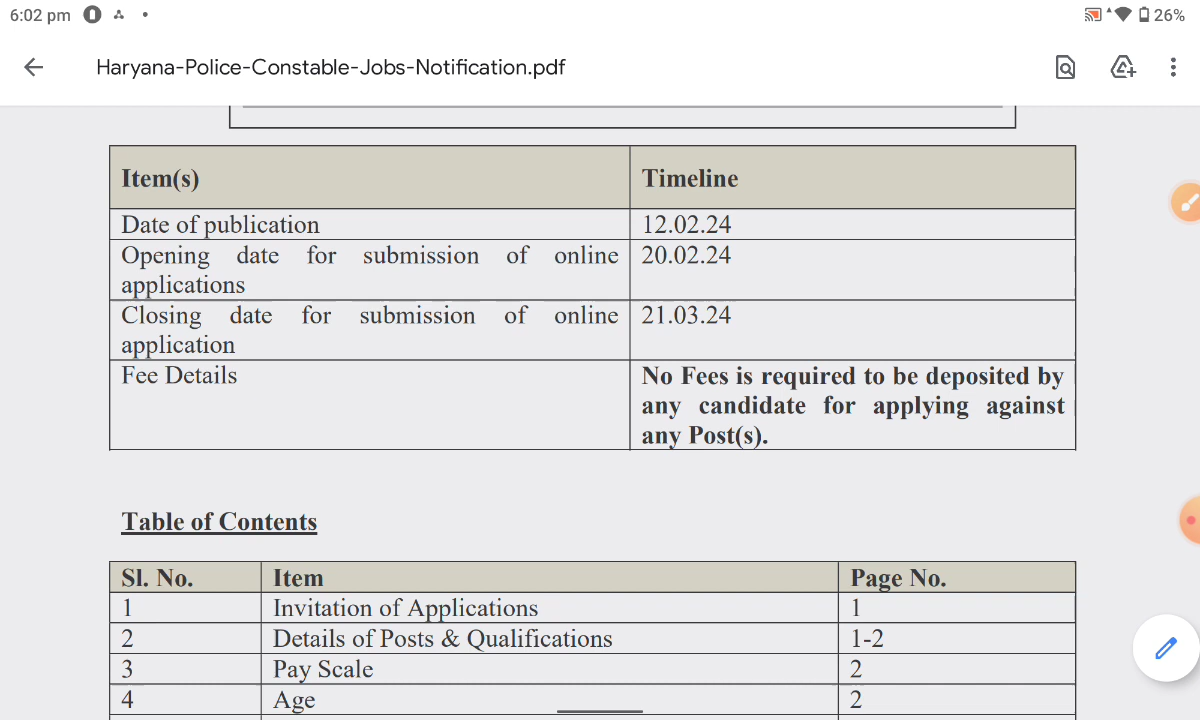 6:02 pm
26%
Haryana-Police-Constable-Jobs-Notification.pdf
Item(s) Timeline
Date of publication 12.02.24
Opening date for submission of online 20.02.24
applications
Closing date for submission of online 21.03.24
application
Fee Details No Fees is required to be deposited by
any candidate for applying against
any Post(s).
Table of Contents
Sl. No. Item Page No.
1 Invitation of Applications 1
2 Details of Posts & Qualifications 1-2
3 Pay Scale 2
4 Age 2